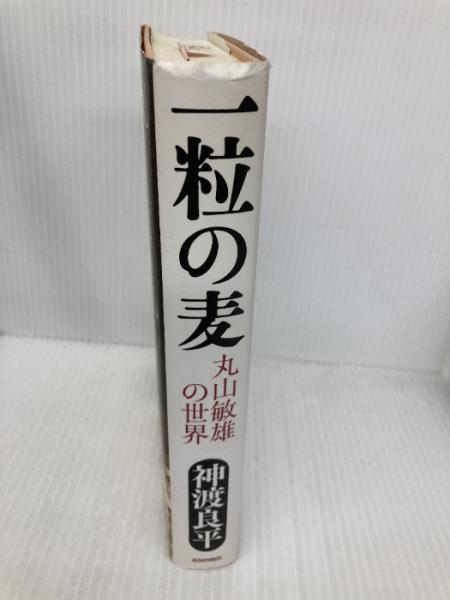 一粒の麦
丸山敏雄
の世界
神渡良平